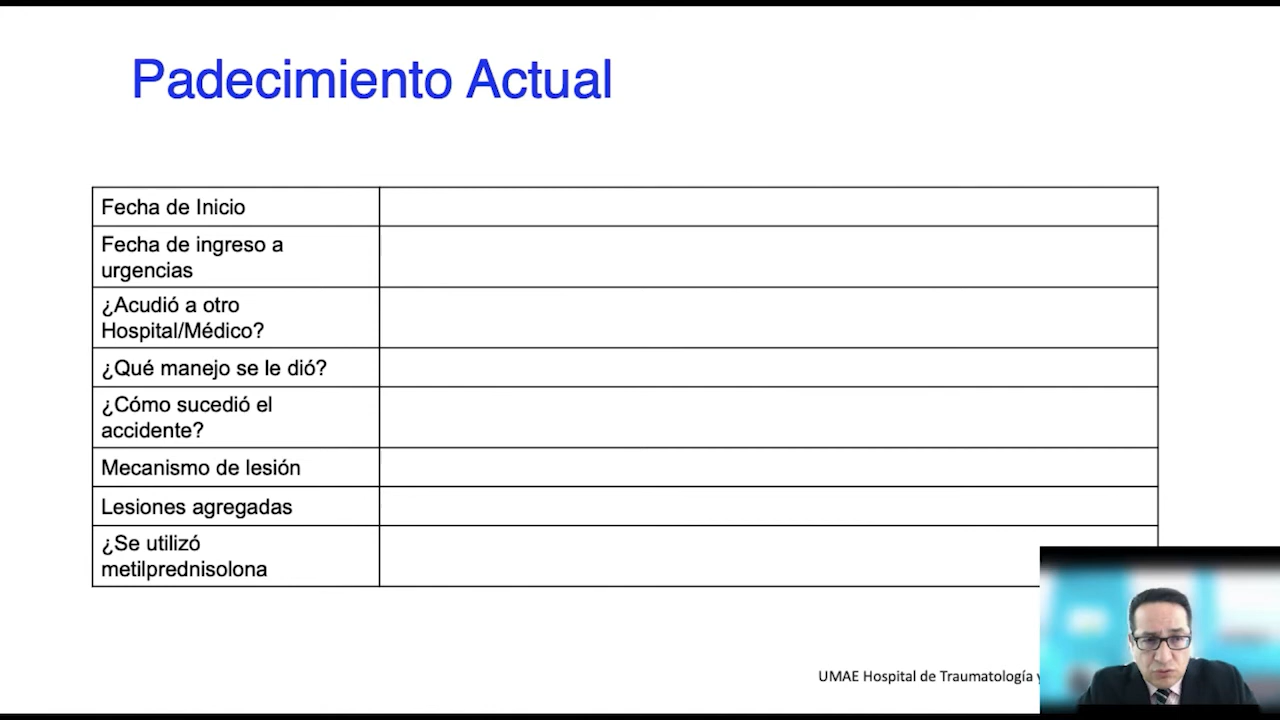 Padecimiento Actual
Fecha de Inicio
Fecha de ingreso a
urgencias
¿Acudió a otro
Hospital/Médico?
¿Qué manejo se le dió?
¿Cómo sucedió el
accidente?
Mecanismo de lesión
Lesiones agregadas
¿Se utilizó
metilprednisolona
UMAE Hospital de Traumatología y